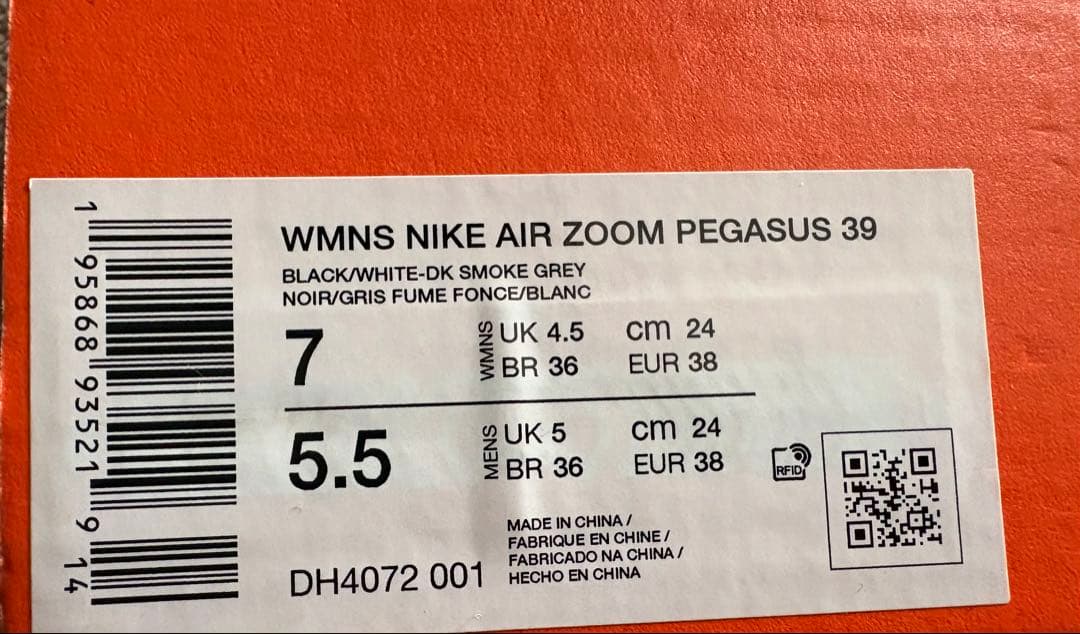 WMNS NIKE AIR ZOOM PEGASUS 39
BLACK/WHITE-DK SMOKE GREY
NOIR/GRIS FUME FONCE/BLANC
7
WMNS
UK 4.5 cm 24
BR 36 EUR 38
5.5
MENS
UK 5 cm 24
BR 36 EUR 38
RFID
MADE IN CHINA /
FABRIQUE EN CHINE /
FABRICADO NA CHINA /
HECHO EN CHINA
DH4072 001
1 95868 93521 9 14